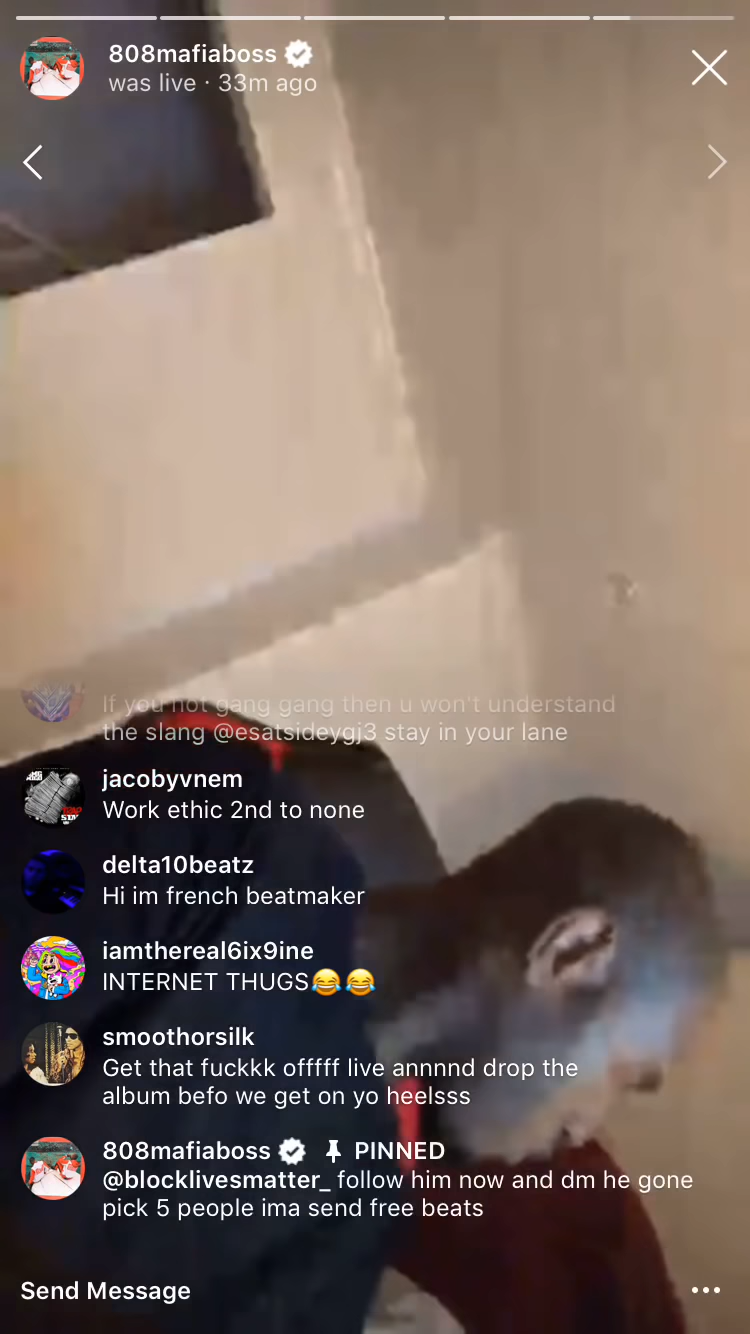 808mafiaboss
was live · 33m ago
If you not gang gang then u won't understand
the slang @esatsideygj3 stay in your lane
jacobyvnem
Work ethic 2nd to none
delta10beatz
Hi im french beatmaker
iamthereal6ix9ine
INTERNET THUGS😂😂
smoothorsilk
Get that fuckkk offfff live annnnd drop the
album befo we get on yo heelsss
808mafiaboss PINNED
@blocklivesmatter_ follow him now and dm he gone
pick 5 people ima send free beats
Send Message